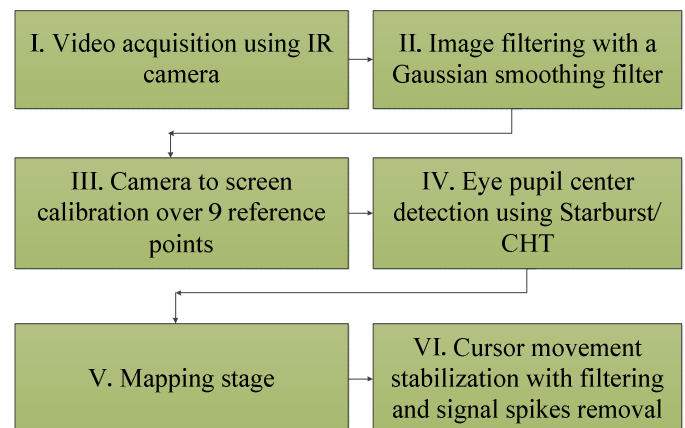 I. Video acquisition using IR
camera
II. Image filtering with a
Gaussian smoothing filter
III. Camera to screen
calibration over 9 reference
points
IV. Eye pupil center
detection using Starburst/
CHT
V. Mapping stage
VI. Cursor movement
stabilization with filtering
and signal spikes removal